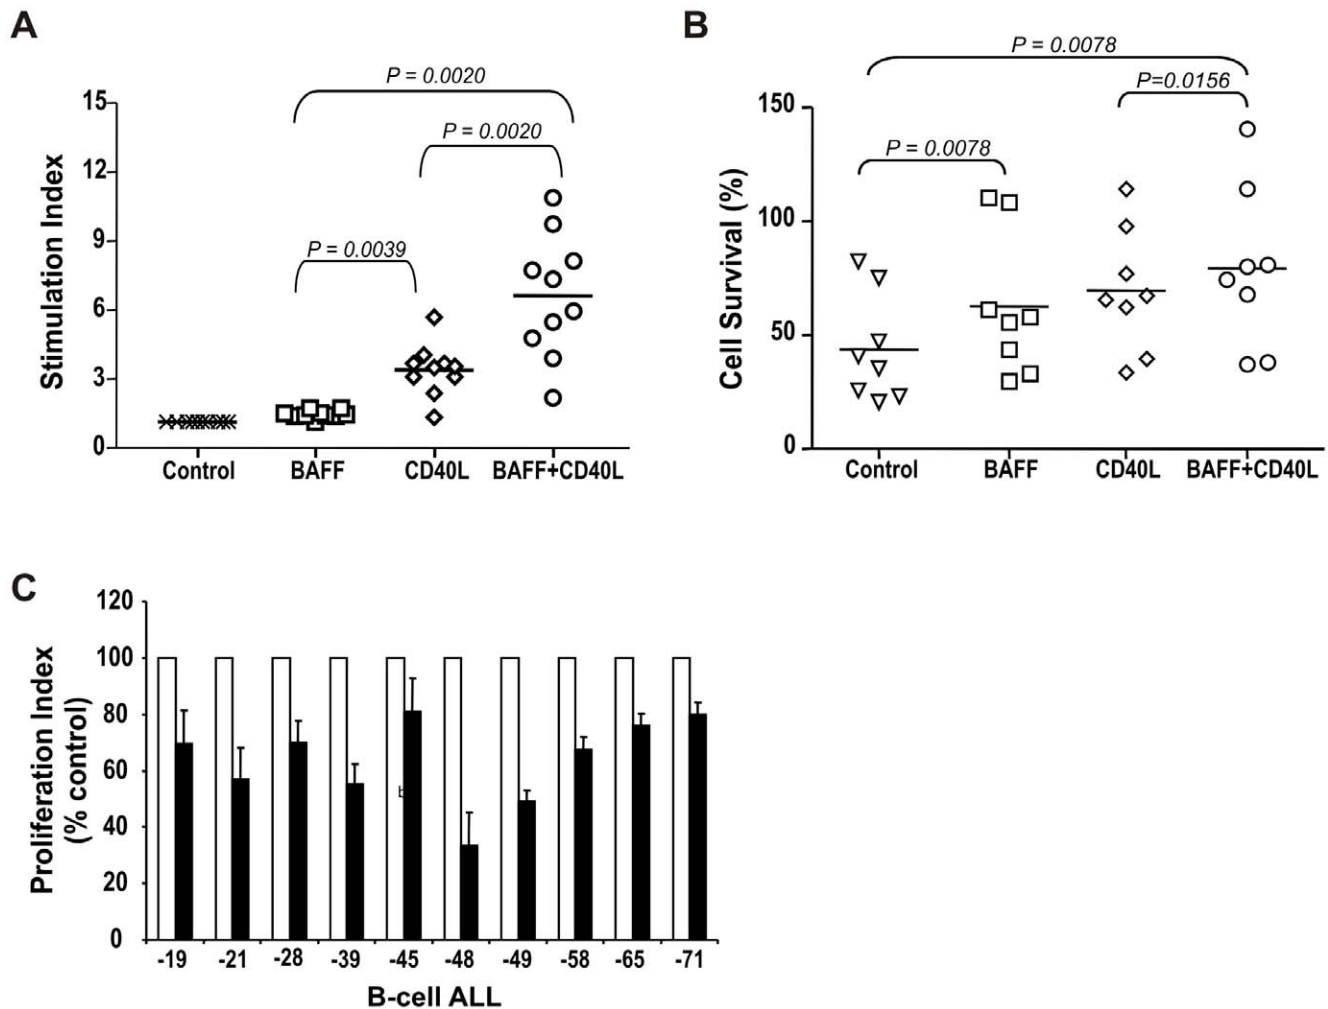 A
B
P = 0.0020
P = 0.0020
P = 0.0039
15
12
9
6
3
0
Stimulation Index
Control
BAFF
CD40L
BAFF+CD40L
P = 0.0078
P=0.0156
P = 0.0078
150
100
50
0
Cell Survival (%)
Control
BAFF
CD40L
BAFF+CD40L
C
120
100
80
60
40
20
0
Proliferation Index
(% control)
b
-19 -21 -28 -39 -45 -48 -49 -58 -65 -71
B-cell ALL